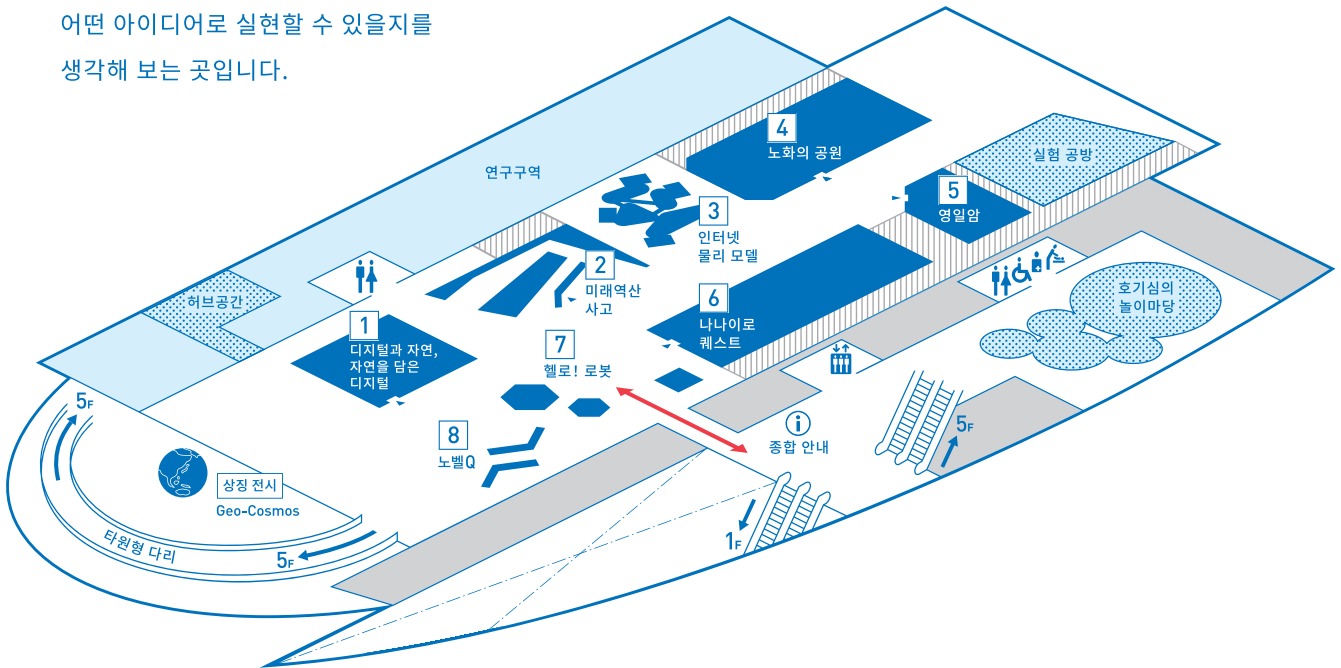 어떤 아이디어로 실현할 수 있을지를
생각해 보는 곳입니다.
4
노화의 공원
실험 공방
연구구역
5
영일암
3
인터넷
물리 모델
2
미래역산
사고
허브공간
6
나나이로
퀘스트
호기심의
놀이마당
1
디지털과 자연,
자연을 담은
디지털
7
헬로! 로봇
5F
8
노벨Q
종합 안내
5F
상징 전시
Geo-Cosmos
타원형 다리
5F
1F